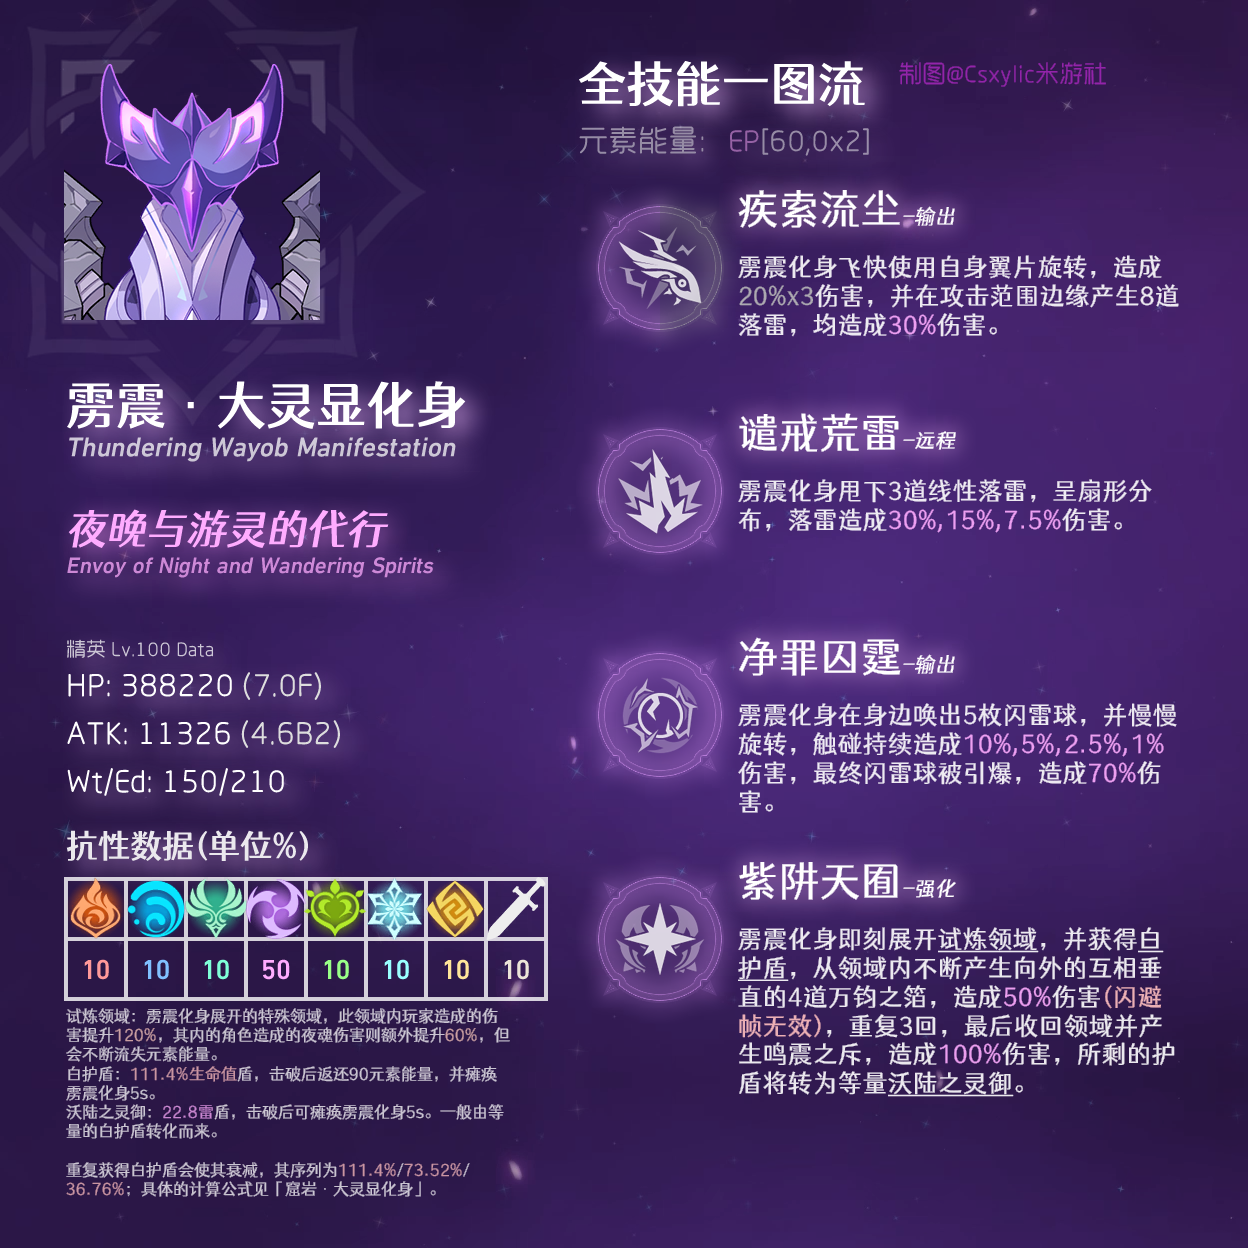 全技能一图流
制图@Csxylic米游社
元素能量: EP[60,0x2]
疾索流尘-输出
雳震化身飞快使用自身翼片旋转，造成
20%x3伤害，并在攻击范围边缘产生8道
落雷，均造成30%伤害。
谴戒荒雷-远程
雳震化身甩下3道线性落雷，呈扇形分
布，落雷造成30%,15%,7.5%伤害。
净罪囚霆-输出
雳震化身在身边唤出5枚闪雷球，并慢慢
旋转，触碰持续造成10%,5%,2.5%,1%
伤害，最终闪雷球被引爆，造成70%伤
害。
紫阱天囿-强化
雳震化身即刻展开试炼领域，并获得白
护盾，从领域内不断产生向外的互相垂
直的4道万钧之箔，造成50%伤害(闪避
帧无效)，重复3回，最后收回领域并产
生鸣震之斥，造成100%伤害，所剩的护
盾将转为等量沃陆之灵御。
雳震·大灵显化身
Thundering Wayob Manifestation
夜晚与游灵的代行
Envoy of Night and Wandering Spirits
精英 Lv.100 Data
HP: 388220 (7.0F)
ATK: 11326 (4.6B2)
Wt/Ed: 150/210
抗性数据(单位%)
10 10 10 50 10 10 10 10
试炼领域：雳震化身展开的特殊领域，此领域内玩家造成的伤
害提升120%，其内的角色造成的夜魂伤害则额外提升60%，但
会不断流失元素能量。
白护盾：111.4%生命值盾，击破后返还90元素能量，并瘫痪
雳震化身5s。
沃陆之灵御：22.8雷盾，击破后可瘫痪雳震化身5s。一般由等
量的白护盾转化而来。
重复获得白护盾会使其衰减，其序列为111.4%/73.52%/
36.76%；具体的计算公式见「窟岩·大灵显化身」。